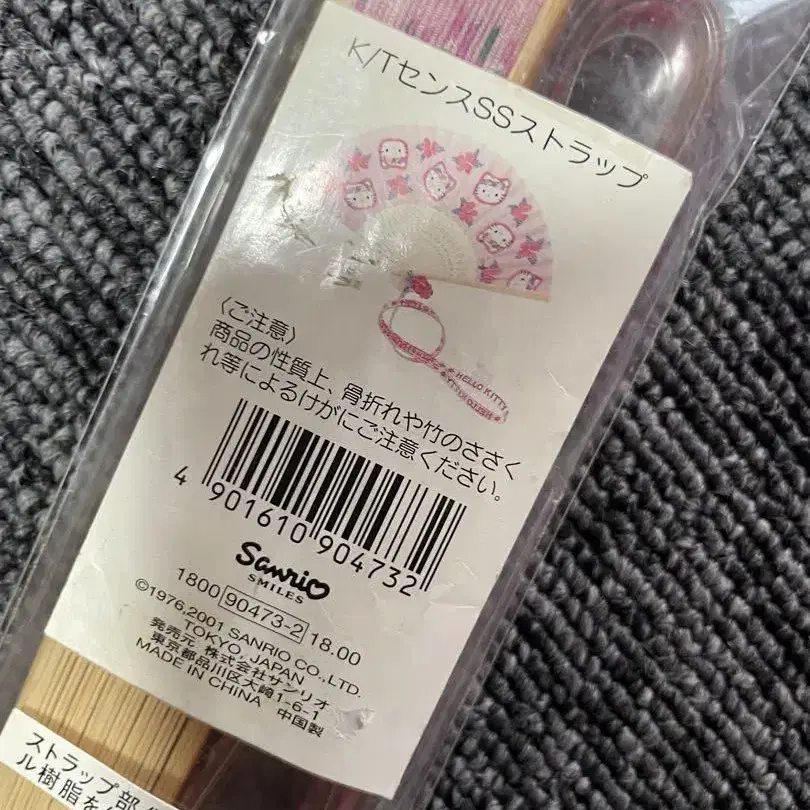 K/TセンスSSストラップ
HELLO KITTY
〈ご注意〉
商品の性質上、骨折れや竹のささく
れ等によるけがにご注意ください。
4 901610 904732
Sanrio
SMILES
1800 90473-2 18.00
©1976,2001 SANRIO CO.,LTD.
TOKYO, JAPAN
発売元 株式会社サンリオ
東京都品川区大崎1-6-1
MADE IN CHINA 中国製
ストラップ部
ル樹脂を